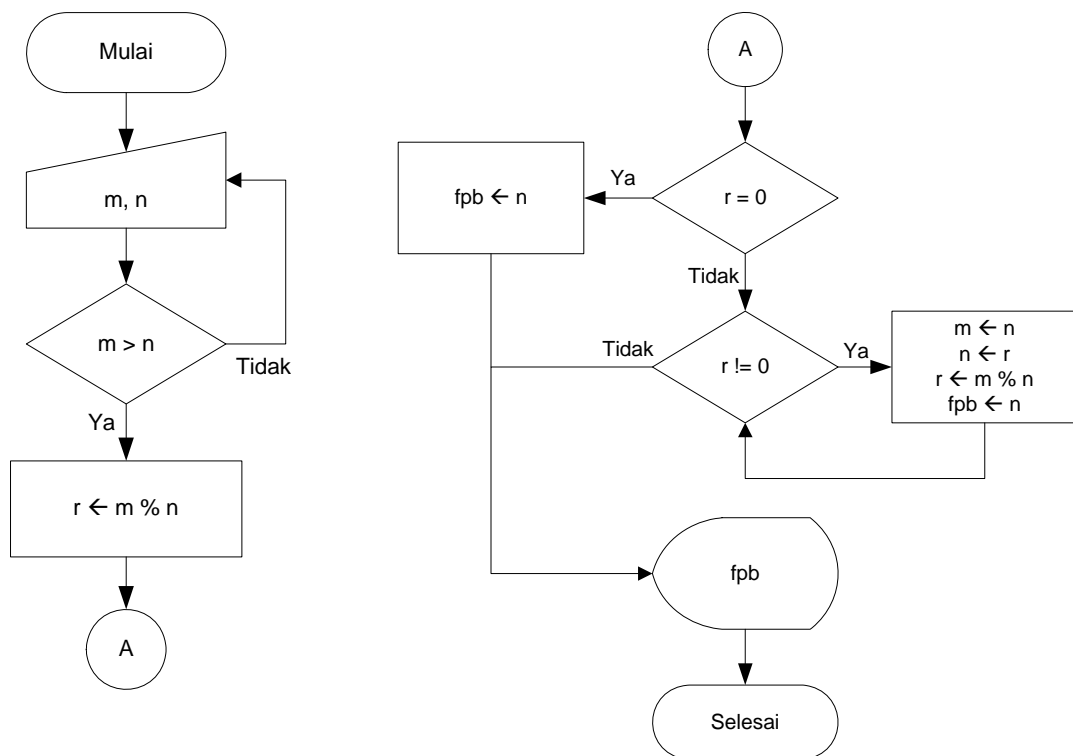 Mulai
m, n
m > n
Tidak
Ya
r ← m % n
A
A
r = 0
Ya
fpb ← n
Tidak
r != 0
Tidak
Ya
m ← n
n ← r
r ← m % n
fpb ← n
fpb
Selesai